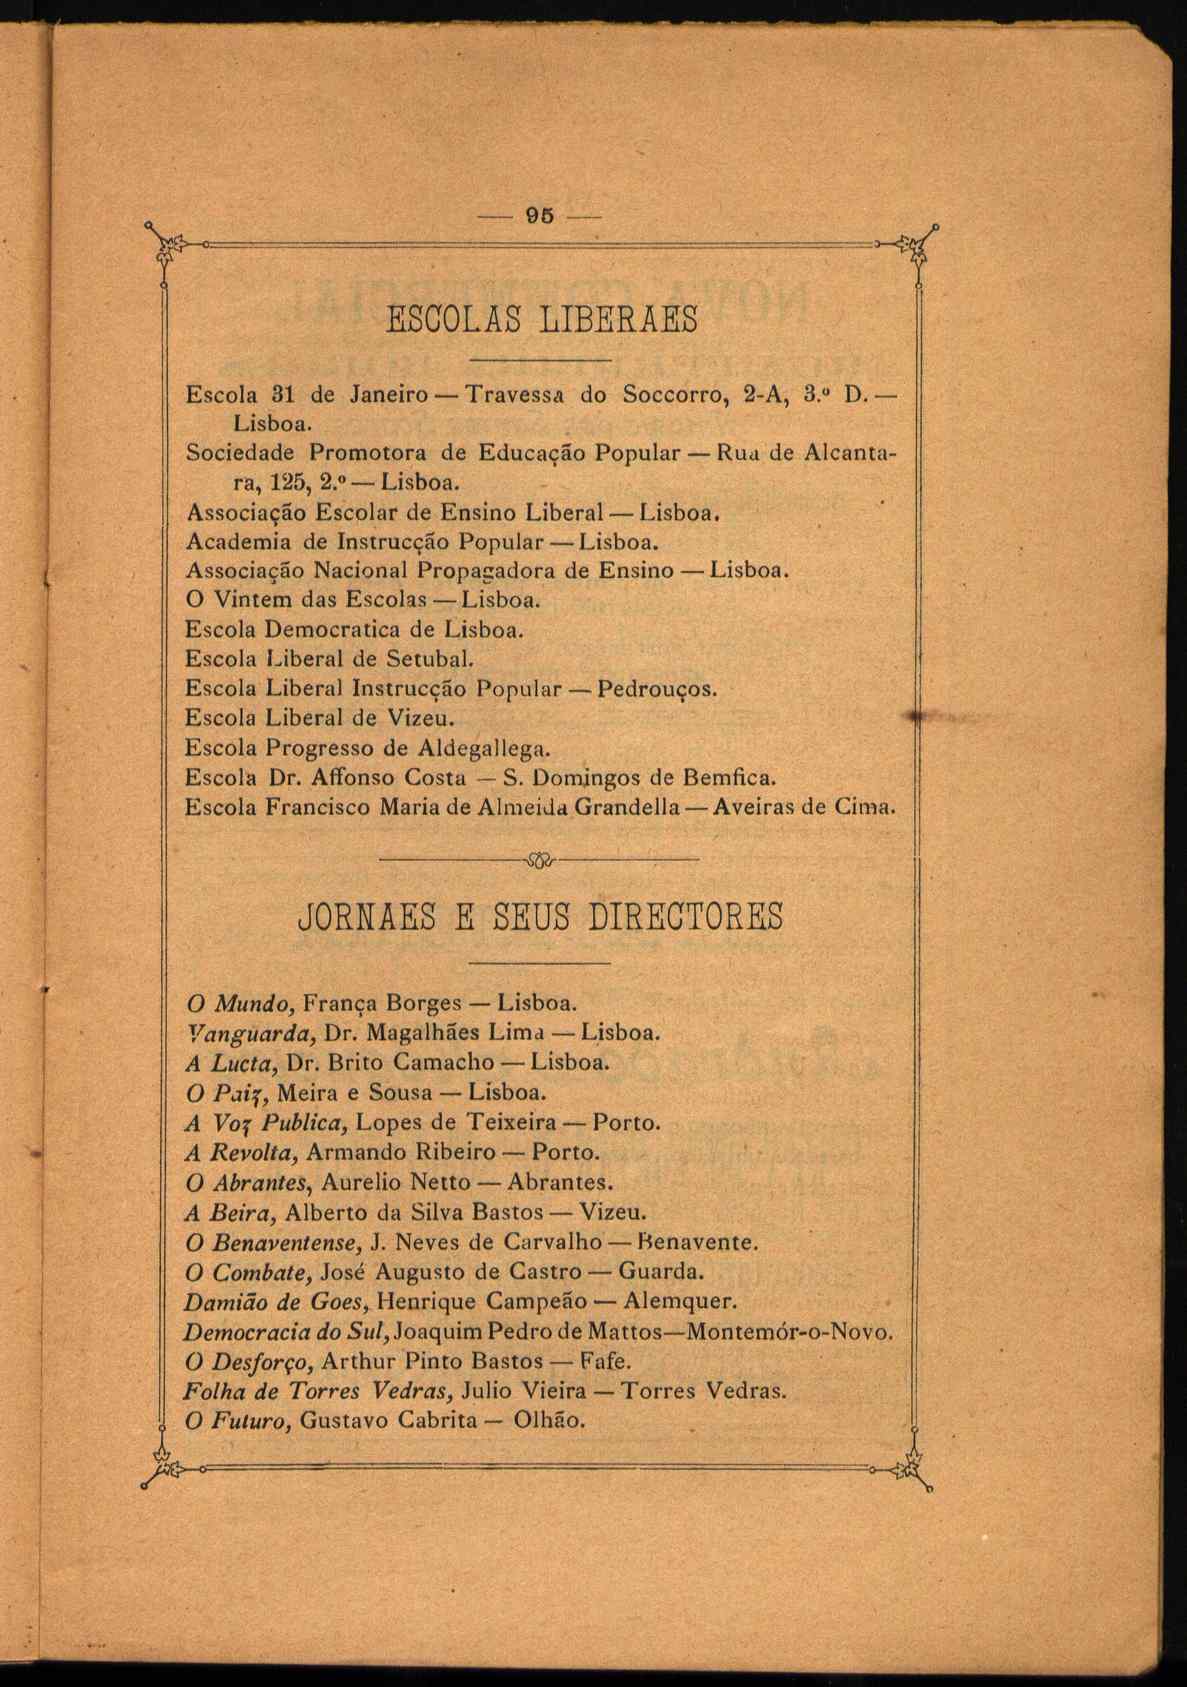 — 95 —
ESCOLAS LIBERAES
Escola 31 de Janeiro — Travessa do Soccorro, 2-A, 3.º D. —
Lisboa.
Sociedade Promotora de Educação Popular — Rua de Alcanta-
ra, 125, 2.º — Lisboa.
Associação Escolar de Ensino Liberal — Lisboa.
Academia de Instrucção Popular — Lisboa.
Associação Nacional Propagadora de Ensino — Lisboa.
O Vintem das Escolas — Lisboa.
Escola Democratica de Lisboa.
Escola Liberal de Setubal.
Escola Liberal Instrucção Popular — Pedrouços.
Escola Liberal de Vizeu.
Escola Progresso de Aldegallega.
Escola Dr. Affonso Costa — S. Domingos de Bemfica.
Escola Francisco Maria de Almeida Grandella — Aveiras de Cima.
JORNAES E SEUS DIRECTORES
O Mundo, França Borges — Lisboa.
Vanguarda, Dr. Magalhães Lima — Lisboa.
A Lucta, Dr. Brito Camacho — Lisboa.
O Paiz, Meira e Sousa — Lisboa.
A Voz Publica, Lopes de Teixeira — Porto.
A Revolta, Armando Ribeiro — Porto.
O Abrantes, Aurelio Netto — Abrantes.
A Beira, Alberto da Silva Bastos — Vizeu.
O Benaventense, J. Neves de Carvalho — Benavente.
O Combate, José Augusto de Castro — Guarda.
Damião de Goes, Henrique Campeão — Alemquer.
Democracia do Sul, Joaquim Pedro de Mattos—Montemór-o-Novo.
O Desforço, Arthur Pinto Bastos — Fafe.
Folha de Torres Vedras, Julio Vieira — Torres Vedras.
O Futuro, Gustavo Cabrita — Olhão.